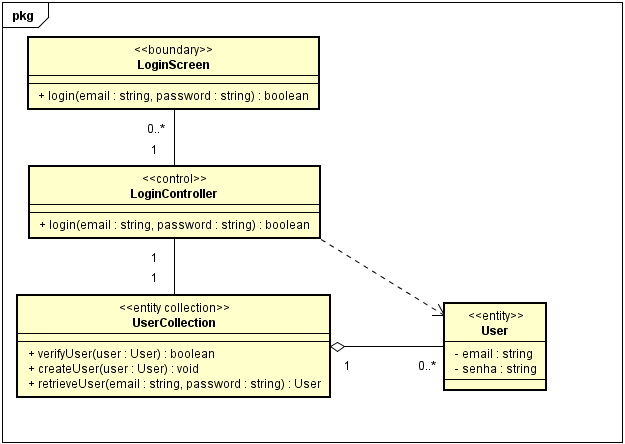 pkg
<<boundary>>
LoginScreen
+ login(email : string, password : string) : boolean
0..*
1
<<control>>
LoginController
+ login(email : string, password : string) : boolean
1
1
<<entity collection>>
UserCollection
+ verifyUser(user : User) : boolean
+ createUser(user : User) : void
+ retrieveUser(email : string, password : string) : User
1
0..*
<<entity>>
User
- email : string
- senha : string